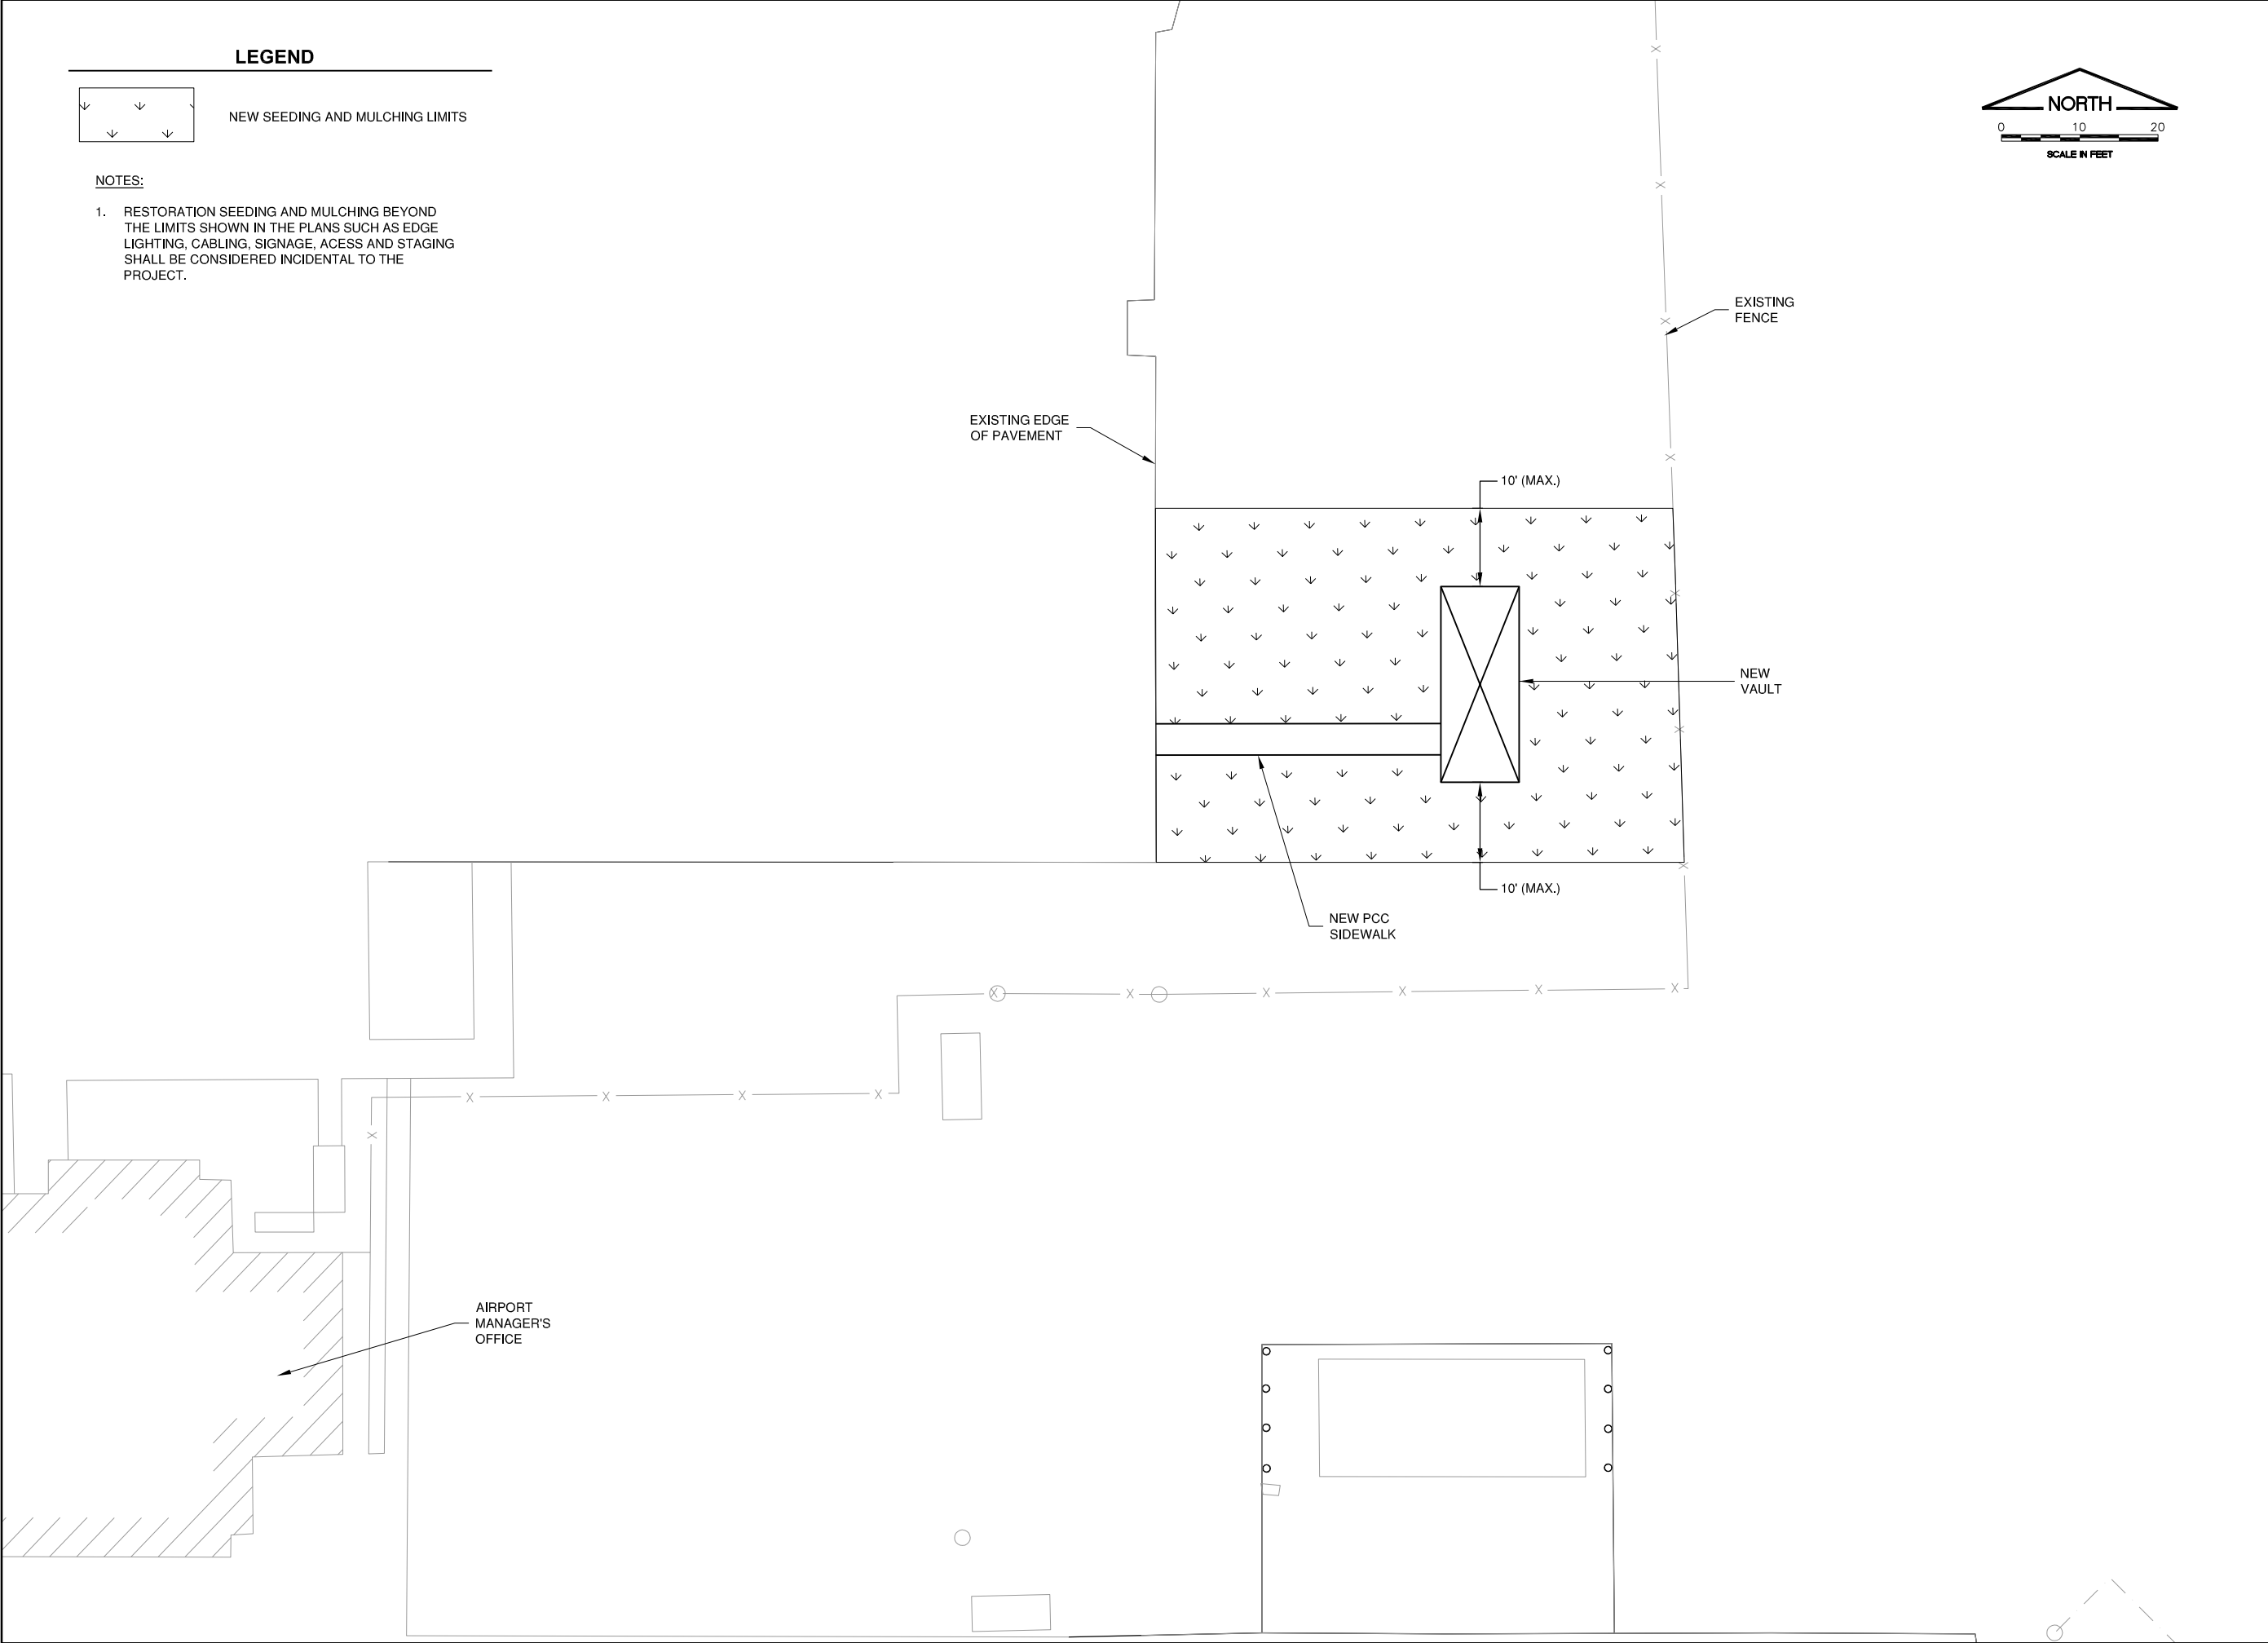 LEGEND
NEW SEEDING AND MULCHING LIMITS
NOTES:
1. RESTORATION SEEDING AND MULCHING BEYOND
THE LIMITS SHOWN IN THE PLANS SUCH AS EDGE
LIGHTING, CABLING, SIGNAGE, ACESS AND STAGING
SHALL BE CONSIDERED INCIDENTAL TO THE
PROJECT.
NORTH
0 10 20
SCALE IN FEET
EXISTING
FENCE
EXISTING EDGE
OF PAVEMENT
10' (MAX.)
NEW
VAULT
10' (MAX.)
NEW PCC
SIDEWALK
AIRPORT
MANAGER'S
OFFICE